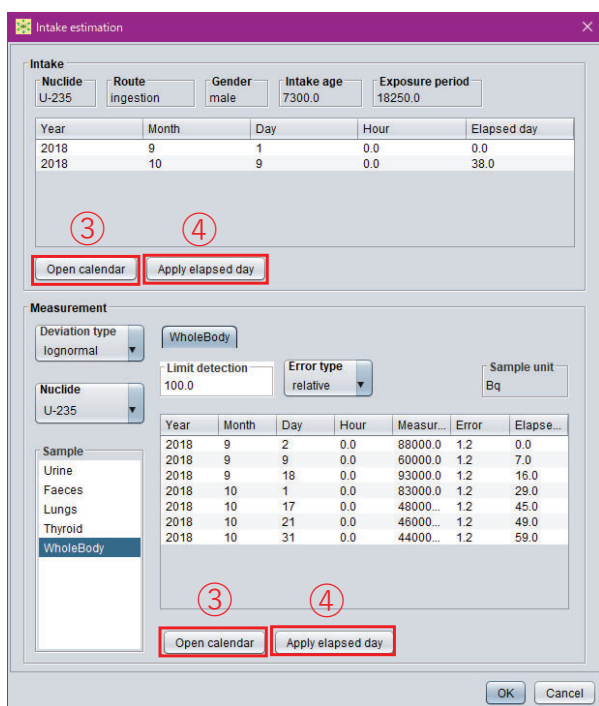 Intake estimation
Intake
Nuclide Route Gender Intake age Exposure period
U-235 ingestion male 7300.0 18250.0
Year Month Day Hour Elapsed day
2018 9 1 0.0 0.0
2018 10 9 0.0 38.0
③ ④
Open calendar Apply elapsed day
Measurement
Deviation type
lognormal
WholeBody
Limit detection Error type Sample unit
100.0 relative Bq
Nuclide
U-235
Year Month Day Hour Measur... Error Elapse...
2018 9 2 0.0 88000.0 1.2 0.0
2018 9 9 0.0 60000.0 1.2 7.0
2018 9 18 0.0 93000.0 1.2 16.0
2018 10 1 0.0 83000.0 1.2 29.0
2018 10 17 0.0 48000... 1.2 45.0
2018 10 21 0.0 46000... 1.2 49.0
2018 10 31 0.0 44000... 1.2 59.0
Sample
Urine
Faeces
Lungs
Thyroid
WholeBody
③ ④
Open calendar Apply elapsed day
OK Cancel